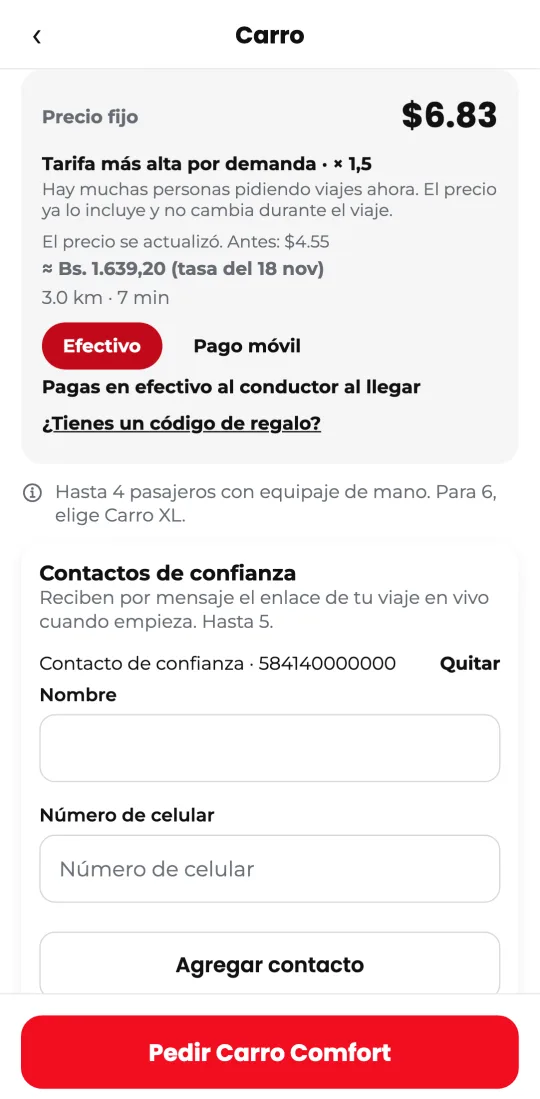 Carro
Precio fijo
$6.83
Tarifa más alta por demanda · × 1,5
Hay muchas personas pidiendo viajes ahora. El precio
ya lo incluye y no cambia durante el viaje.
El precio se actualizó. Antes: $4.55
≈ Bs. 1.639,20 (tasa del 18 nov)
3.0 km · 7 min
Efectivo
Pago móvil
Pagas en efectivo al conductor al llegar
¿Tienes un código de regalo?
Hasta 4 pasajeros con equipaje de mano. Para 6,
elige Carro XL.
Contactos de confianza
Reciben por mensaje el enlace de tu viaje en vivo
cuando empieza. Hasta 5.
Contacto de confianza · 584140000000
Quitar
Nombre
Número de celular
Número de celular
Agregar contacto
Pedir Carro Comfort